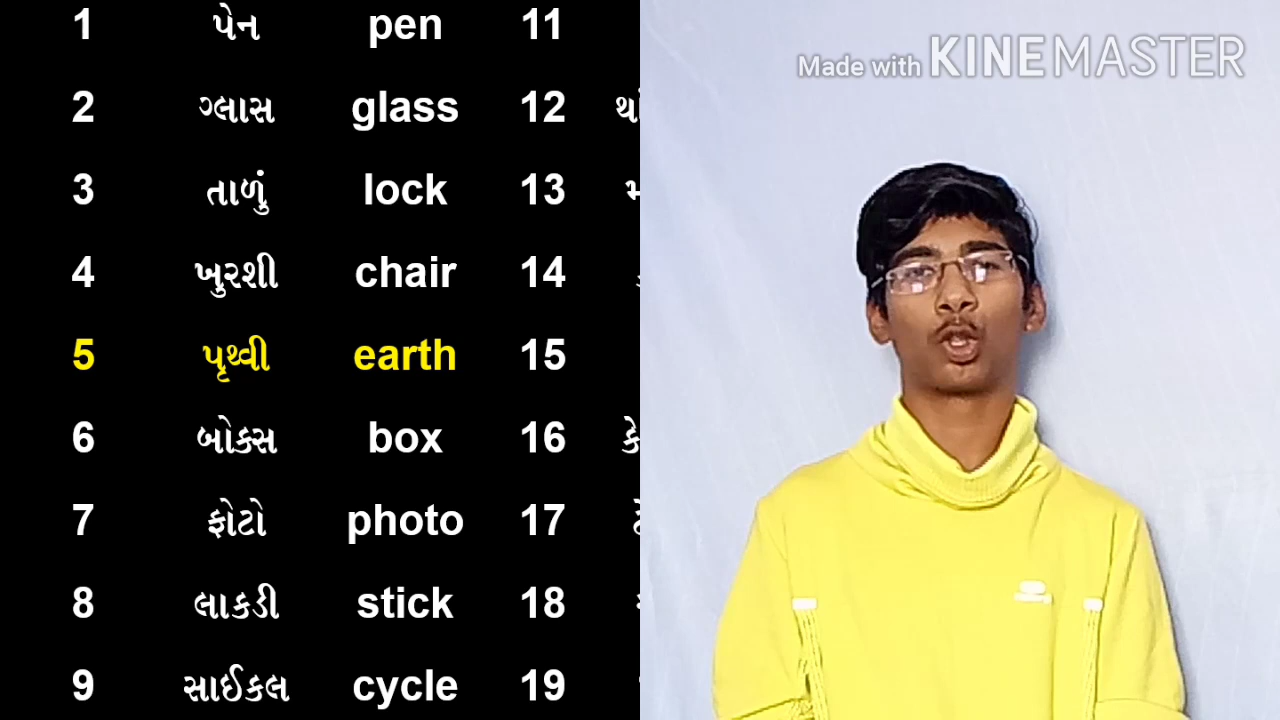 1 પેન pen 11
2 ગ્લાસ glass 12
3 તાળું lock 13
4 ખુરશી chair 14
5 પૃથ્વી earth 15
6 બોક્સ box 16
7 ફોટો photo 17
8 લાકડી stick 18
9 સાઈકલ cycle 19
Made with KINEMASTER